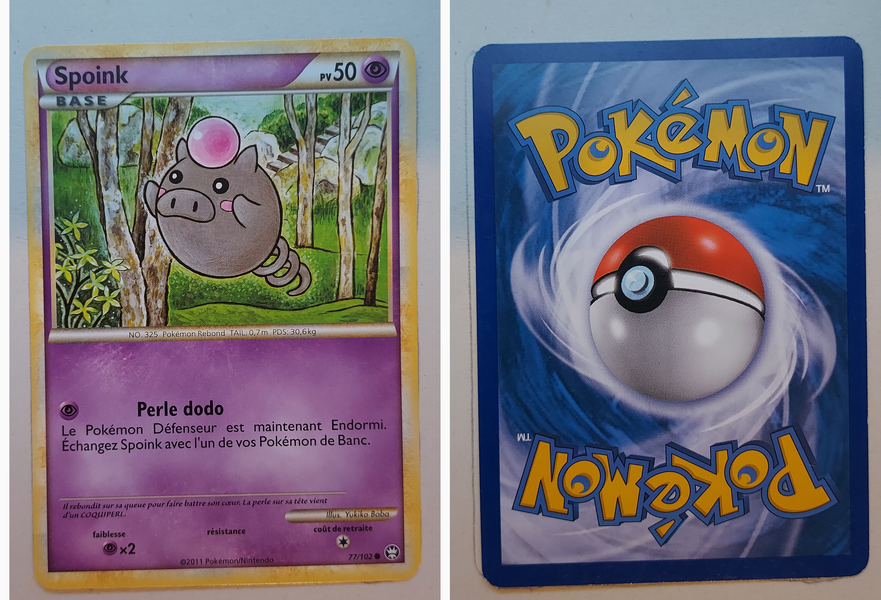 Spoink
PV 50
BASE
NO. 325 Pokémon Rebond TAIL: 0,7m PDS: 30,6kg
Perle dodo
Le Pokémon Défenseur est maintenant Endormi.
Échangez Spoink avec l'un de vos Pokémon de Banc.
Il rebondit sur sa queue pour faire battre son cœur. La perle sur sa tête vient
d'un COQUIPERL.
Illus. Yukiko Baba
faiblesse
résistance
coût de retraite
×2
77/102
©2011 Pokémon/Nintendo
POKéMON
TM
TM
POKéMON